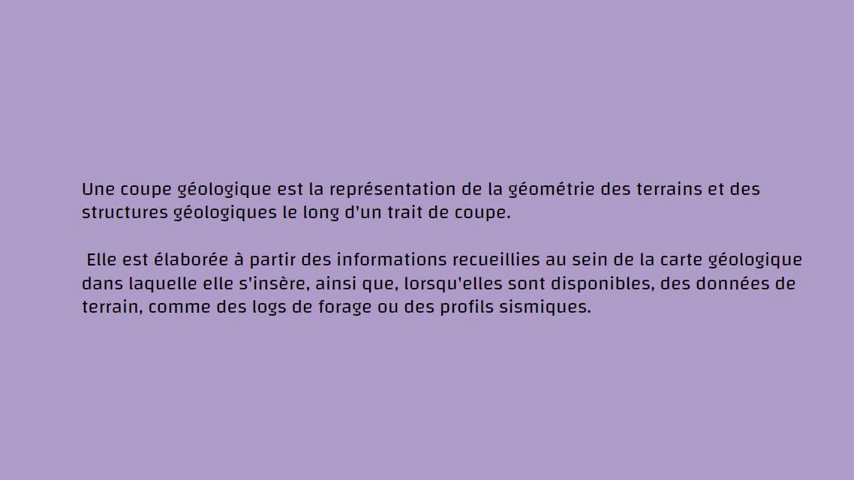 Une coupe géologique est la représentation de la géométrie des terrains et des
structures géologiques le long d'un trait de coupe.
Elle est élaborée à partir des informations recueillies au sein de la carte géologique
dans laquelle elle s'insère, ainsi que, lorsqu'elles sont disponibles, des données de
terrain, comme des logs de forage ou des profils sismiques.